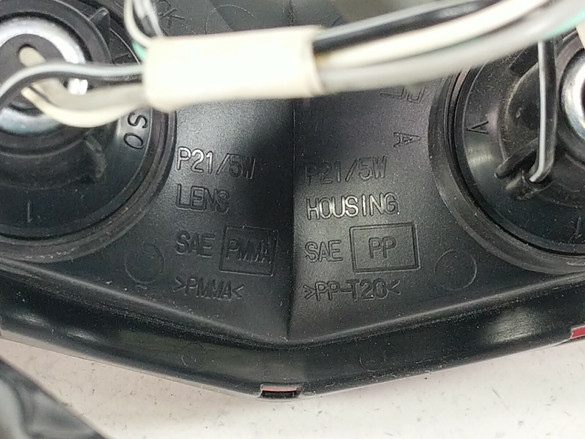 P21/5W
LENS
SAE PMMA
>PMMA<
P21/5W
HOUSING
SAE PP
>PP-T20<